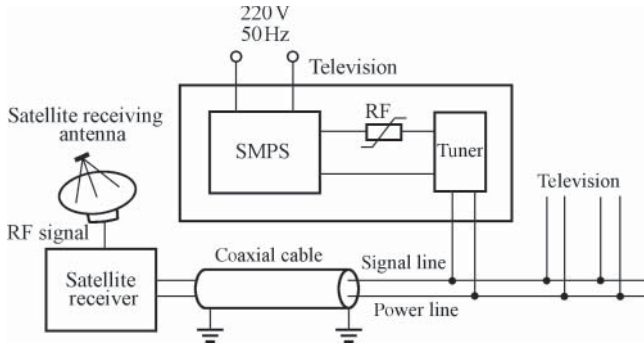 220 V
50 Hz
Television
Satellite receiving
antenna
RF
SMPS
Tuner
Television
RF signal
Coaxial cable
Signal line
Satellite
receiver
Power line